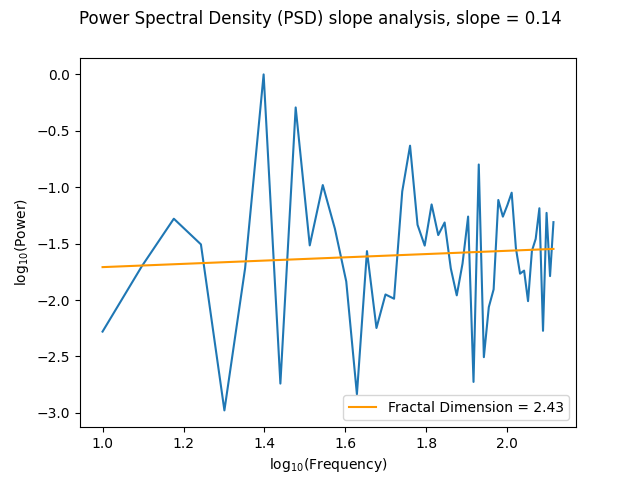 Power Spectral Density (PSD) slope analysis, slope = 0.14
0.0
−0.5
−1.0
−1.5
−2.0
−2.5
−3.0
log₁₀(Power)
Fractal Dimension = 2.43
1.0 1.2 1.4 1.6 1.8 2.0
log₁₀(Frequency)